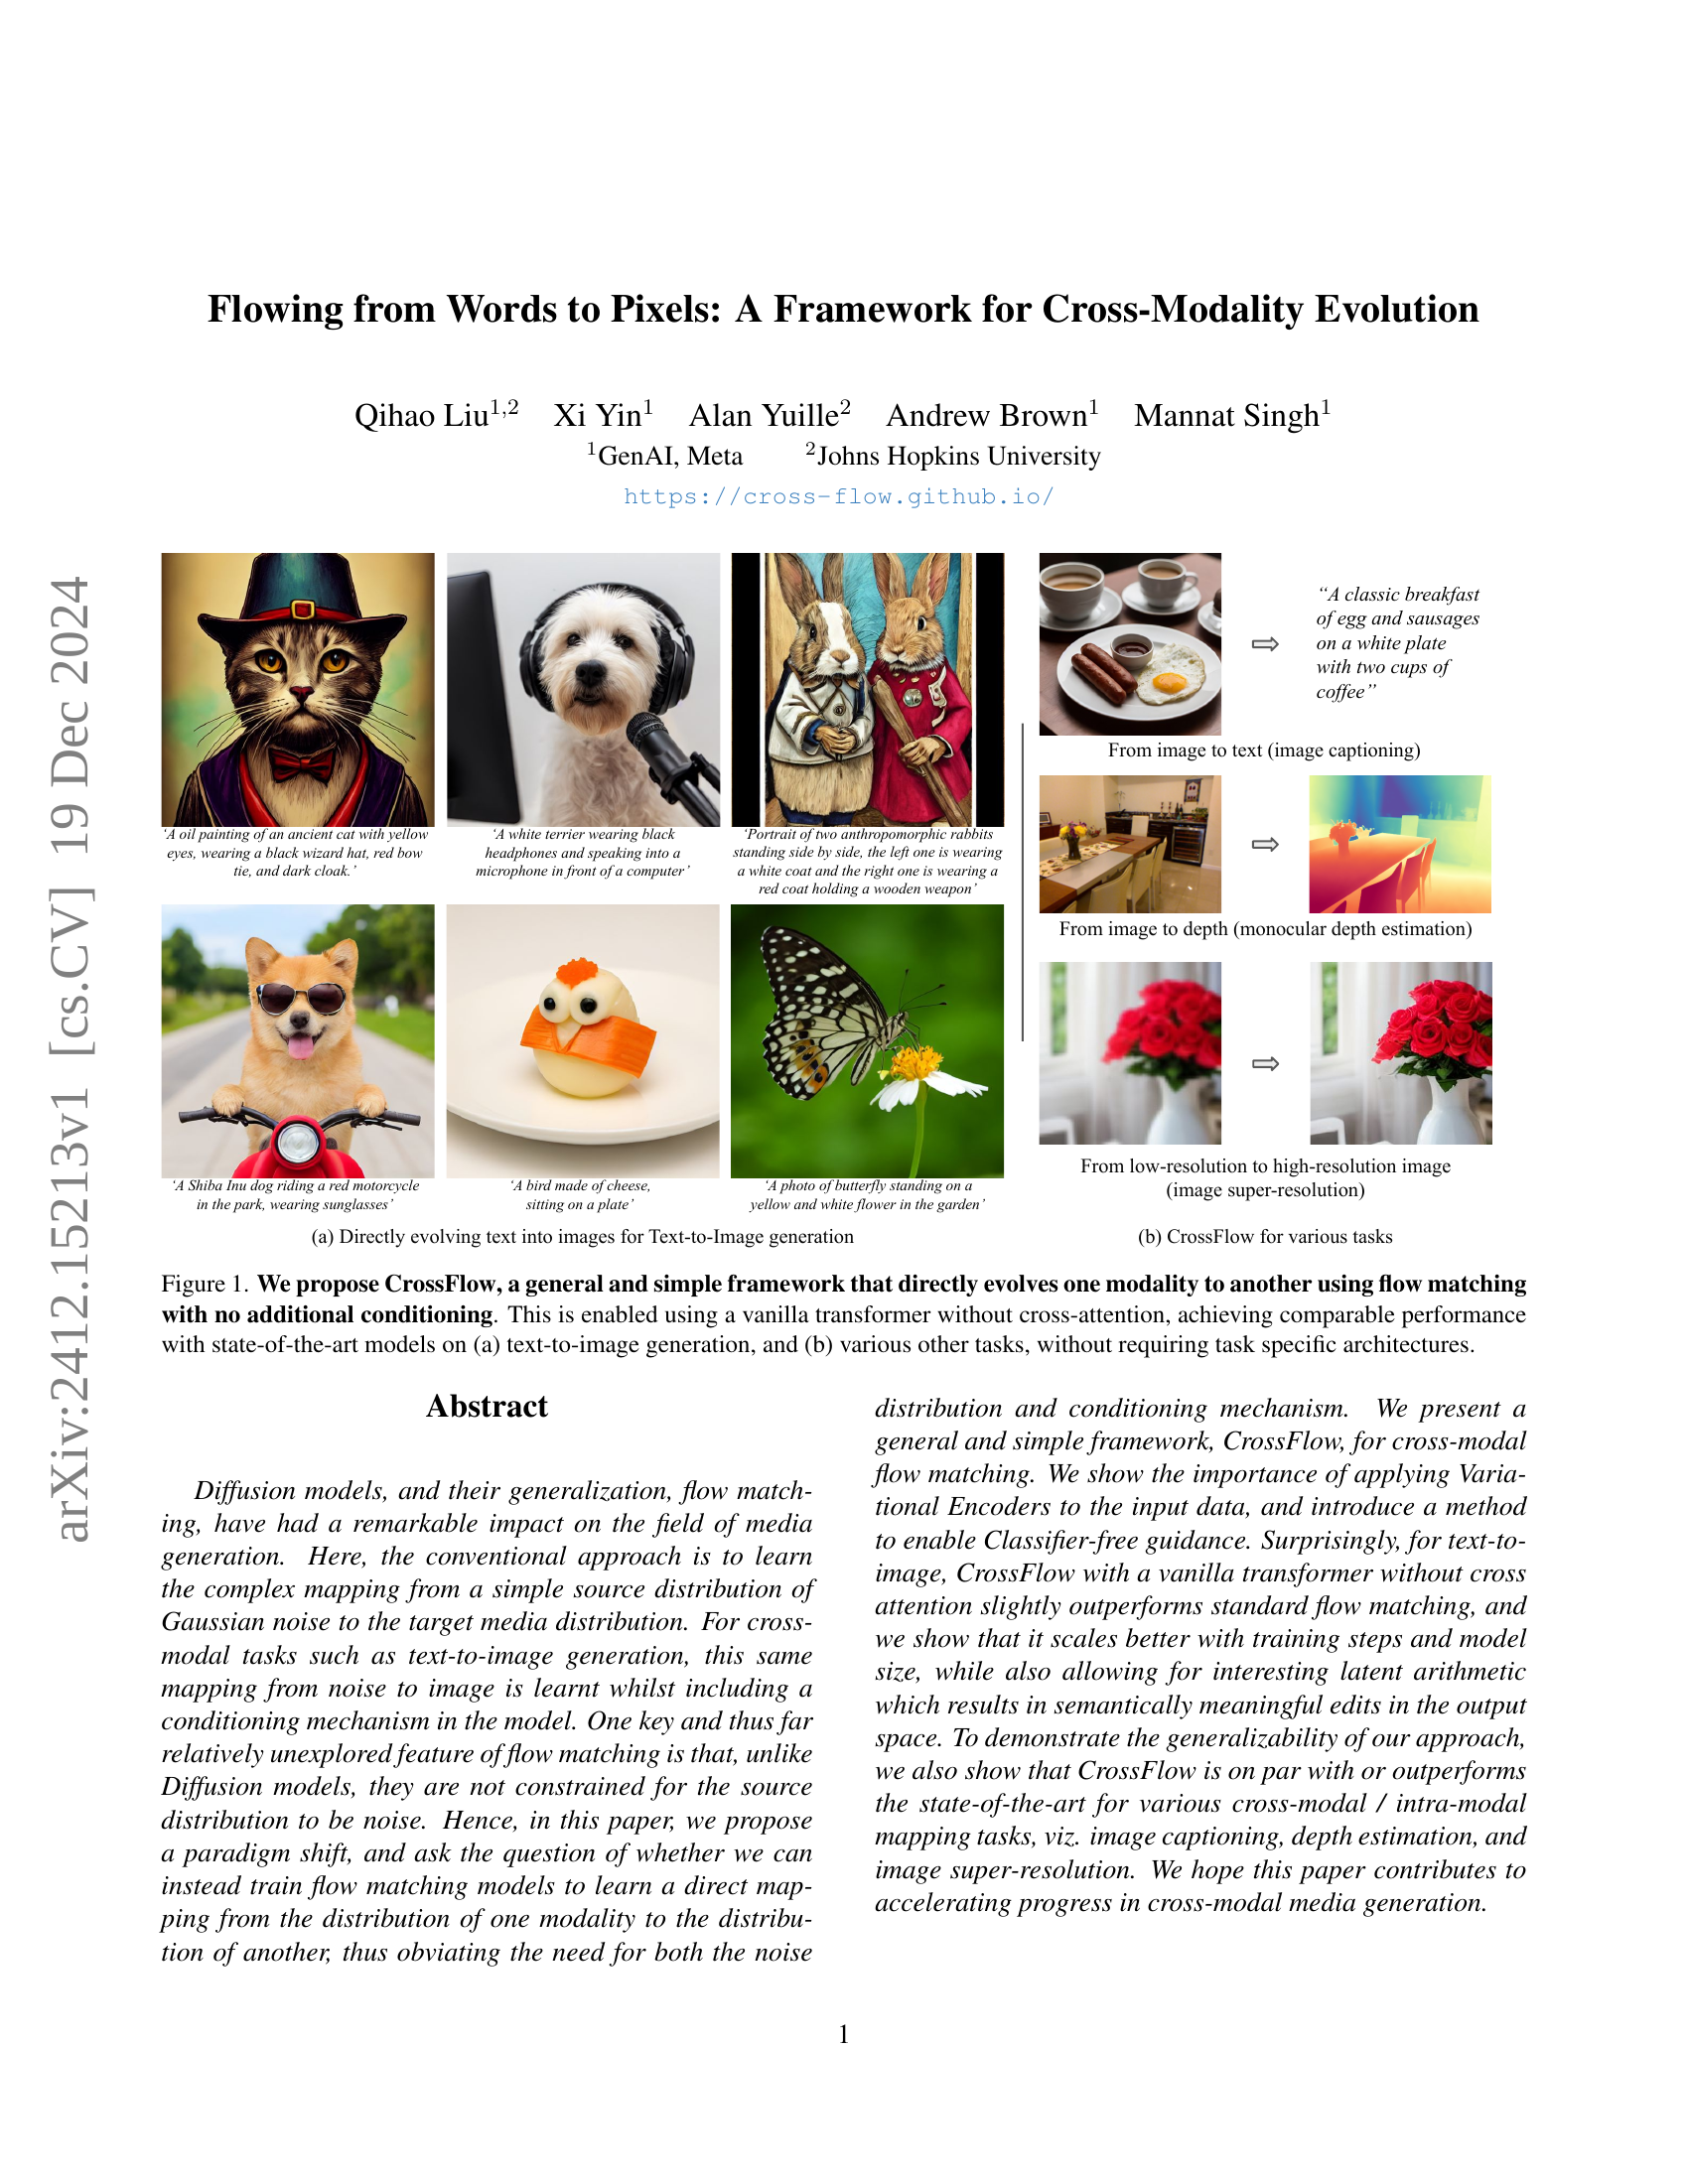 arXiv:2412.15213v1 [cs.CV] 19 Dec 2024
Flowing from Words to Pixels: A Framework for Cross-Modality Evolution
Qihao Liu1,2 Xi Yin1 Alan Yuille2 Andrew Brown1 Mannat Singh1
1GenAI, Meta 2Johns Hopkins University
https://cross-flow.github.io/
'A oil painting of an ancient cat with yellow
eyes, wearing a black wizard hat, red bow
tie, and dark cloak.'
'A white terrier wearing black
headphones and speaking into a
microphone in front of a computer'
'Portrait of two anthropomorphic rabbits
standing side by side, the left one is wearing
a white coat and the right one is wearing a
red coat holding a wooden weapon'
'A Shiba Inu dog riding a red motorcycle
in the park, wearing sunglasses'
'A bird made of cheese,
sitting on a plate'
'A photo of butterfly standing on a
yellow and white flower in the garden'
(a) Directly evolving text into images for Text-to-Image generation
"A classic breakfast
of egg and sausages
on a white plate
with two cups of
coffee"
From image to text (image captioning)
From image to depth (monocular depth estimation)
From low-resolution to high-resolution image
(image super-resolution)
(b) CrossFlow for various tasks
Figure 1. We propose CrossFlow, a general and simple framework that directly evolves one modality to another using flow matching
with no additional conditioning. This is enabled using a vanilla transformer without cross-attention, achieving comparable performance
with state-of-the-art models on (a) text-to-image generation, and (b) various other tasks, without requiring task specific architectures.
Abstract
Diffusion models, and their generalization, flow match-
ing, have had a remarkable impact on the field of media
generation. Here, the conventional approach is to learn
the complex mapping from a simple source distribution of
Gaussian noise to the target media distribution. For cross-
modal tasks such as text-to-image generation, this same
mapping from noise to image is learnt whilst including a
conditioning mechanism in the model. One key and thus far
relatively unexplored feature of flow matching is that, unlike
Diffusion models, they are not constrained for the source
distribution to be noise. Hence, in this paper, we propose
a paradigm shift, and ask the question of whether we can
instead train flow matching models to learn a direct map-
ping from the distribution of one modality to the distribu-
tion of another, thus obviating the need for both the noise
distribution and conditioning mechanism. We present a
general and simple framework, CrossFlow, for cross-modal
flow matching. We show the importance of applying Varia-
tional Encoders to the input data, and introduce a method
to enable Classifier-free guidance. Surprisingly, for text-to-
image, CrossFlow with a vanilla transformer without cross
attention slightly outperforms standard flow matching, and
we show that it scales better with training steps and model
size, while also allowing for interesting latent arithmetic
which results in semantically meaningful edits in the output
space. To demonstrate the generalizability of our approach,
we also show that CrossFlow is on par with or outperforms
the state-of-the-art for various cross-modal / intra-modal
mapping tasks, viz. image captioning, depth estimation, and
image super-resolution. We hope this paper contributes to
accelerating progress in cross-modal media generation.
1